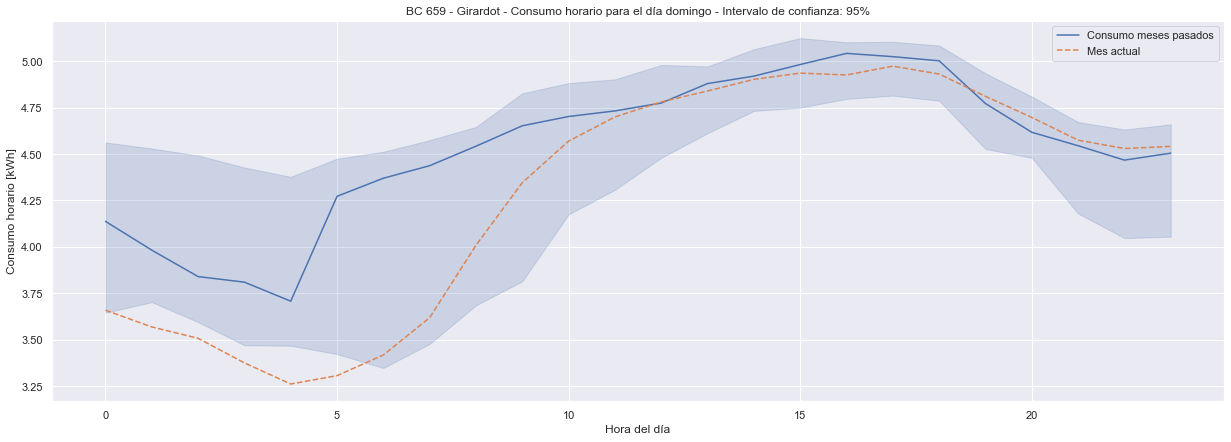 BC 659 - Girardot - Consumo horario para el día domingo - Intervalo de confianza: 95%
Consumo meses pasados
Mes actual
Consumo horario [kWh]
5.00
4.75
4.50
4.25
4.00
3.75
3.50
3.25
0 5 10 15 20
Hora del día